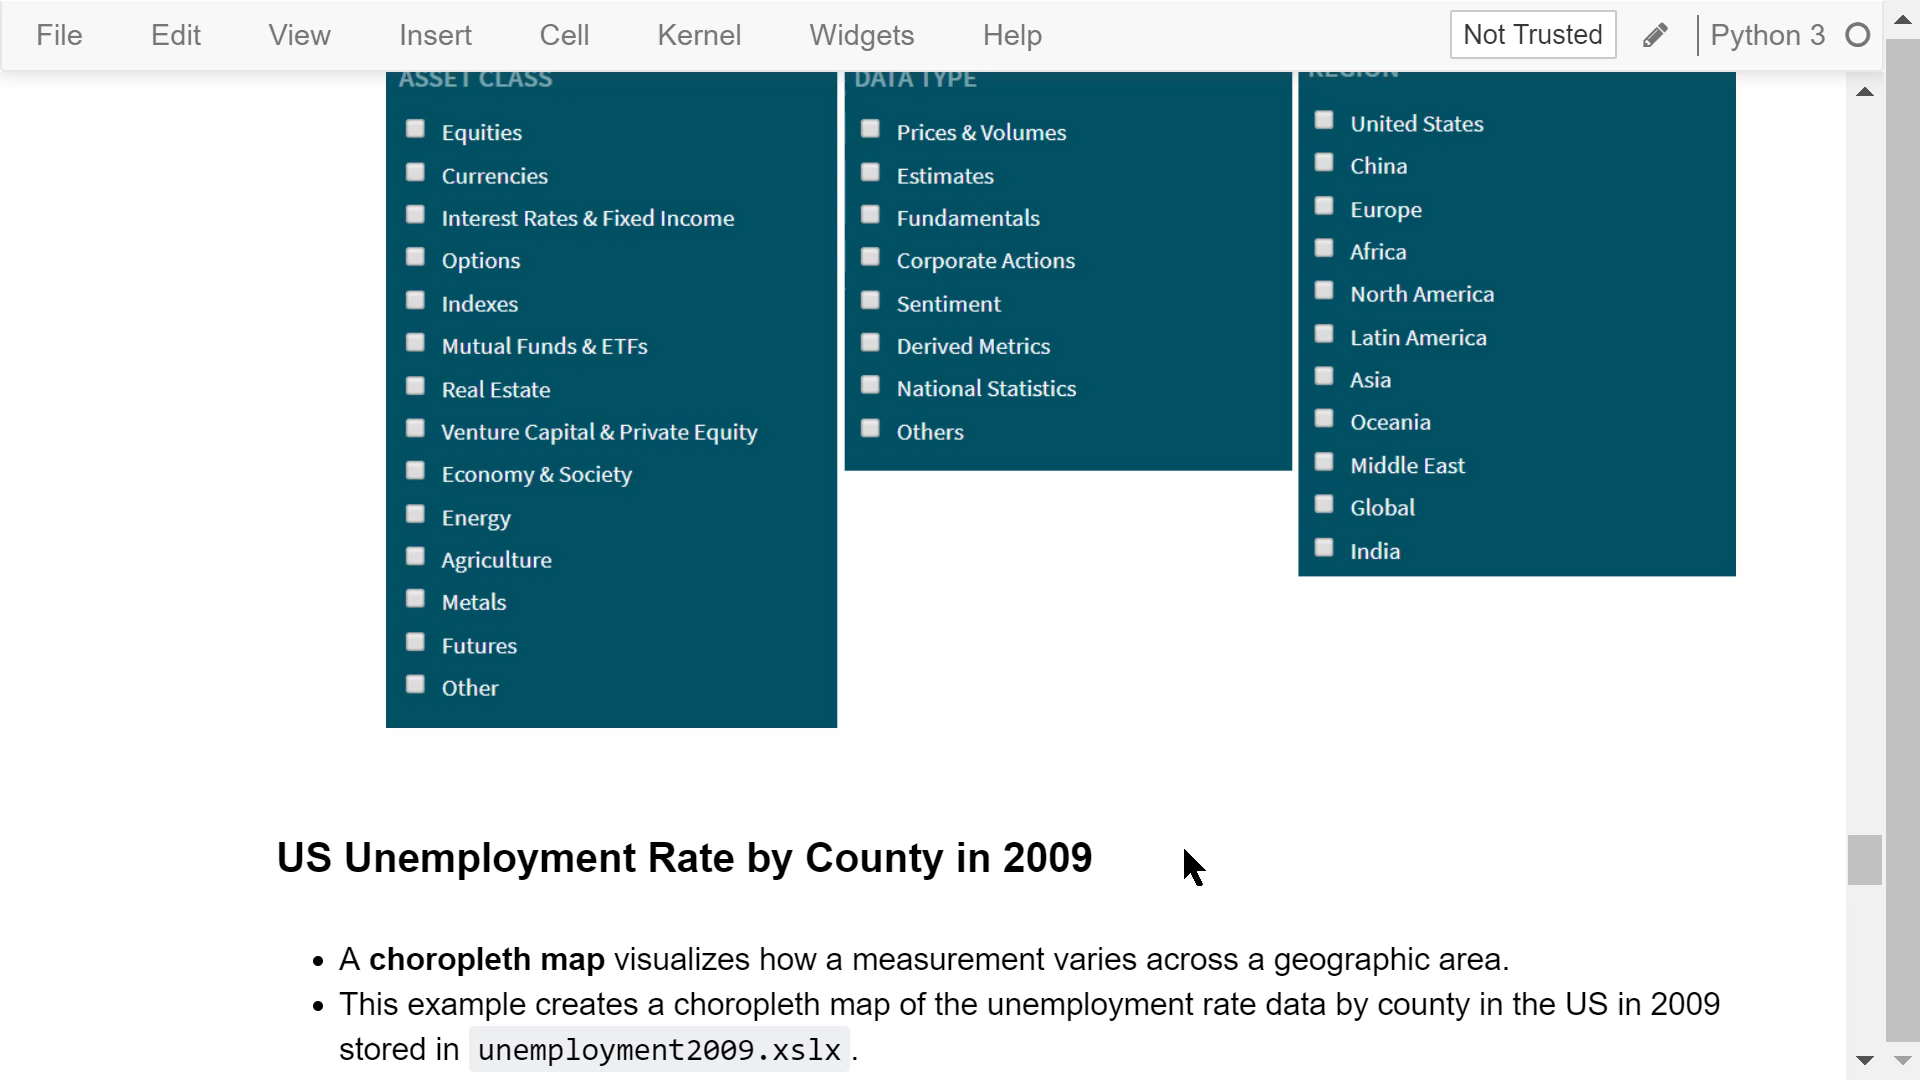 File Edit View Insert Cell Kernel Widgets Help Not Trusted Python 3
ASSET CLASS
Equities
Currencies
Interest Rates & Fixed Income
Options
Indexes
Mutual Funds & ETFs
Real Estate
Venture Capital & Private Equity
Economy & Society
Energy
Agriculture
Metals
Futures
Other
DATA TYPE
Prices & Volumes
Estimates
Fundamentals
Corporate Actions
Sentiment
Derived Metrics
National Statistics
Others
REGION
United States
China
Europe
Africa
North America
Latin America
Asia
Oceania
Middle East
Global
India
US Unemployment Rate by County in 2009
• A choropleth map visualizes how a measurement varies across a geographic area.
• This example creates a choropleth map of the unemployment rate data by county in the US in 2009
stored in unemployment2009.xslx.